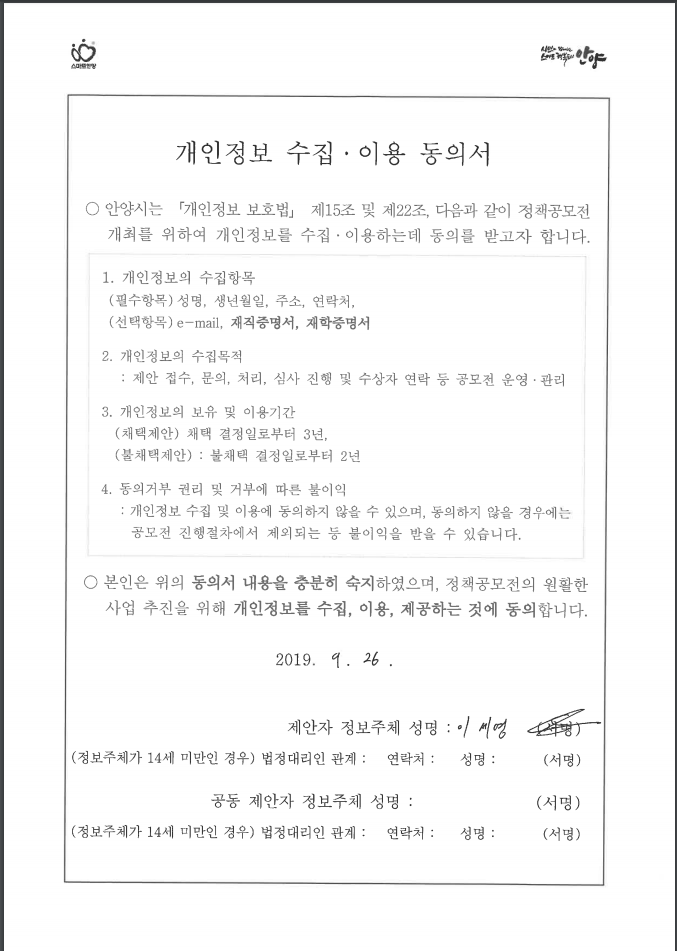 스마트안양
안양
개인정보 수집·이용 동의서
○ 안양시는 「개인정보 보호법」 제15조 및 제22조, 다음과 같이 정책공모전
개최를 위하여 개인정보를 수집·이용하는데 동의를 받고자 합니다.
1. 개인정보의 수집항목
(필수항목) 성명, 생년월일, 주소, 연락처,
(선택항목) e-mail, 재직증명서, 재학증명서
2. 개인정보의 수집목적
: 제안 접수, 문의, 처리, 심사 진행 및 수상자 연락 등 공모전 운영·관리
3. 개인정보의 보유 및 이용기간
(채택제안) 채택 결정일로부터 3년,
(불채택제안) : 불채택 결정일로부터 2년
4. 동의거부 권리 및 거부에 따른 불이익
: 개인정보 수집 및 이용에 동의하지 않을 수 있으며, 동의하지 않을 경우에는
공모전 진행절차에서 제외되는 등 불이익을 받을 수 있습니다.
○ 본인은 위의 동의서 내용을 충분히 숙지하였으며, 정책공모전의 원활한
사업 추진을 위해 개인정보를 수집, 이용, 제공하는 것에 동의합니다.
2019. 9. 26.
제안자 정보주체 성명 : 이세영 (서명)
(정보주체가 14세 미만인 경우) 법정대리인 관계 : 연락처 : 성명 : (서명)
공동 제안자 정보주체 성명 : (서명)
(정보주체가 14세 미만인 경우) 법정대리인 관계 : 연락처 : 성명 : (서명)